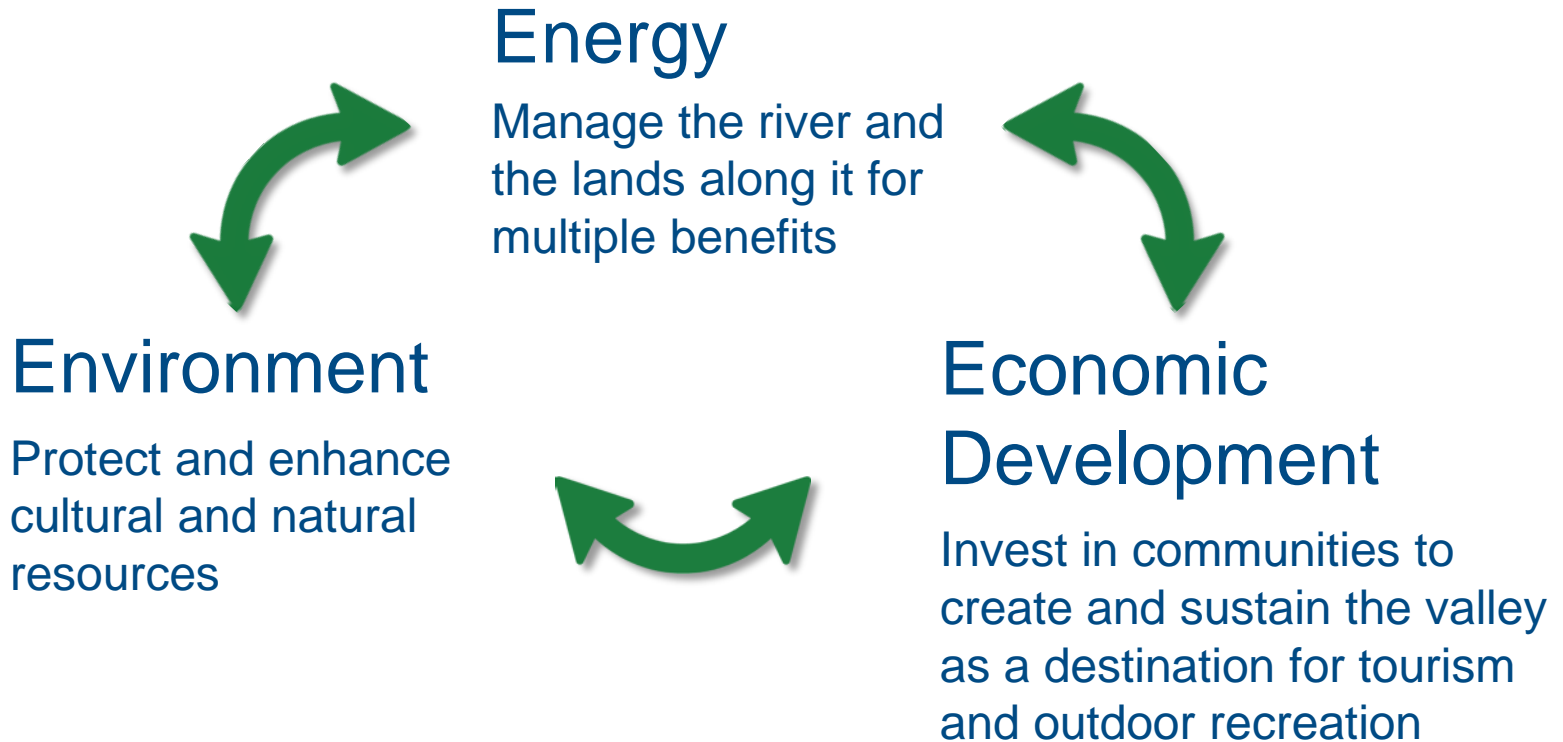 Energy
Manage the river and
the lands along it for
multiple benefits
Environment
Protect and enhance
cultural and natural
resources
Economic
Development
Invest in communities to
create and sustain the valley
as a destination for tourism
and outdoor recreation